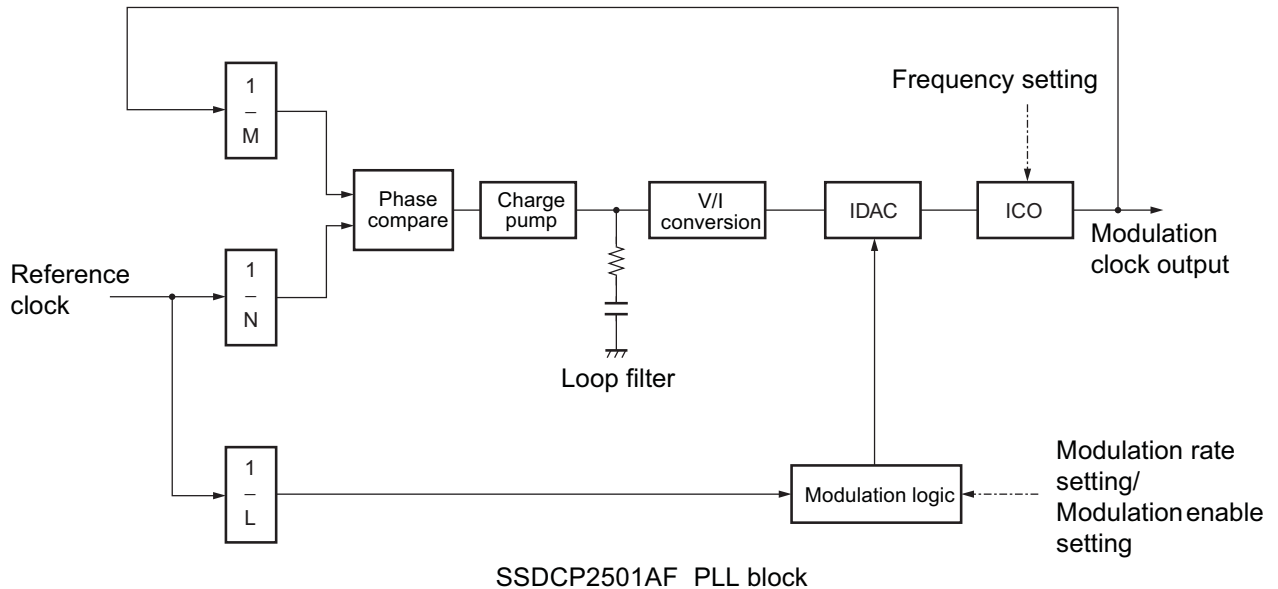 1
—
M
Frequency setting
Phase
compare
Charge
pump
V/I
conversion
IDAC
ICO
Modulation
clock output
Reference
clock
1
—
N
Loop filter
1
—
L
Modulation logic
Modulation rate
setting/
Modulation enable
setting
SSDCP2501AF PLL block